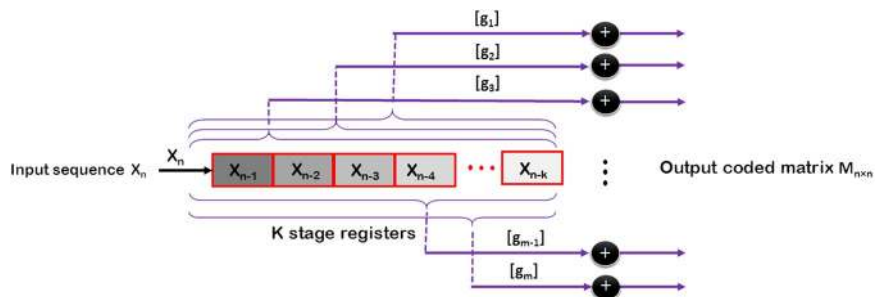 [g₁]
[g₂]
[g₃]
Input sequence Xₙ
Xₙ
Xₙ₋₁ Xₙ₋₂ Xₙ₋₃ Xₙ₋₄ ••• Xₙ₋ₖ
Output coded matrix Mₙₓₙ
K stage registers
[gₘ₋₁]
[gₘ]
+
+
+
+
+